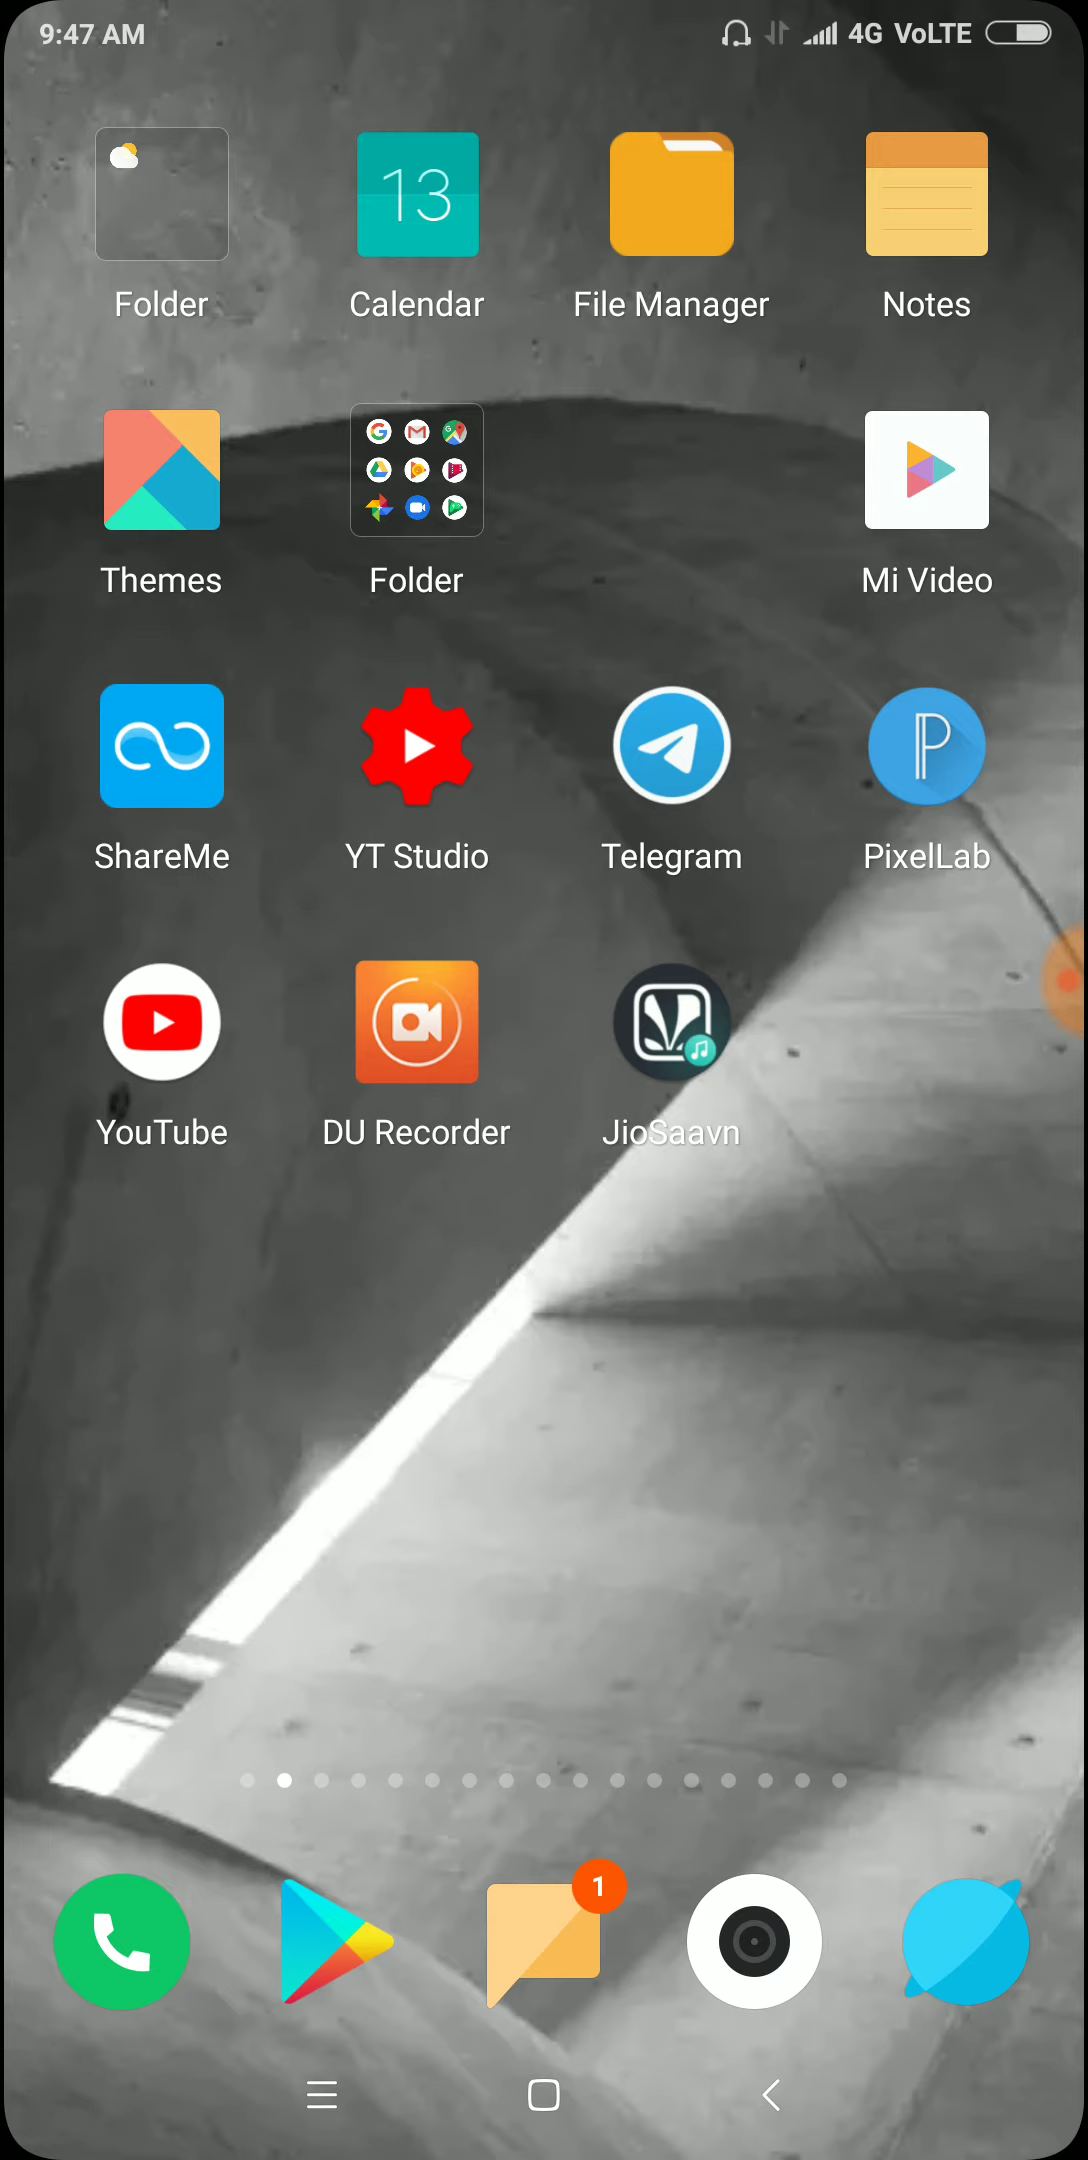 9:47 AM 4G VoLTE
13
Folder Calendar File Manager Notes
Themes Folder Mi Video
ShareMe YT Studio Telegram PixelLab
YouTube DU Recorder JioSaavn
1